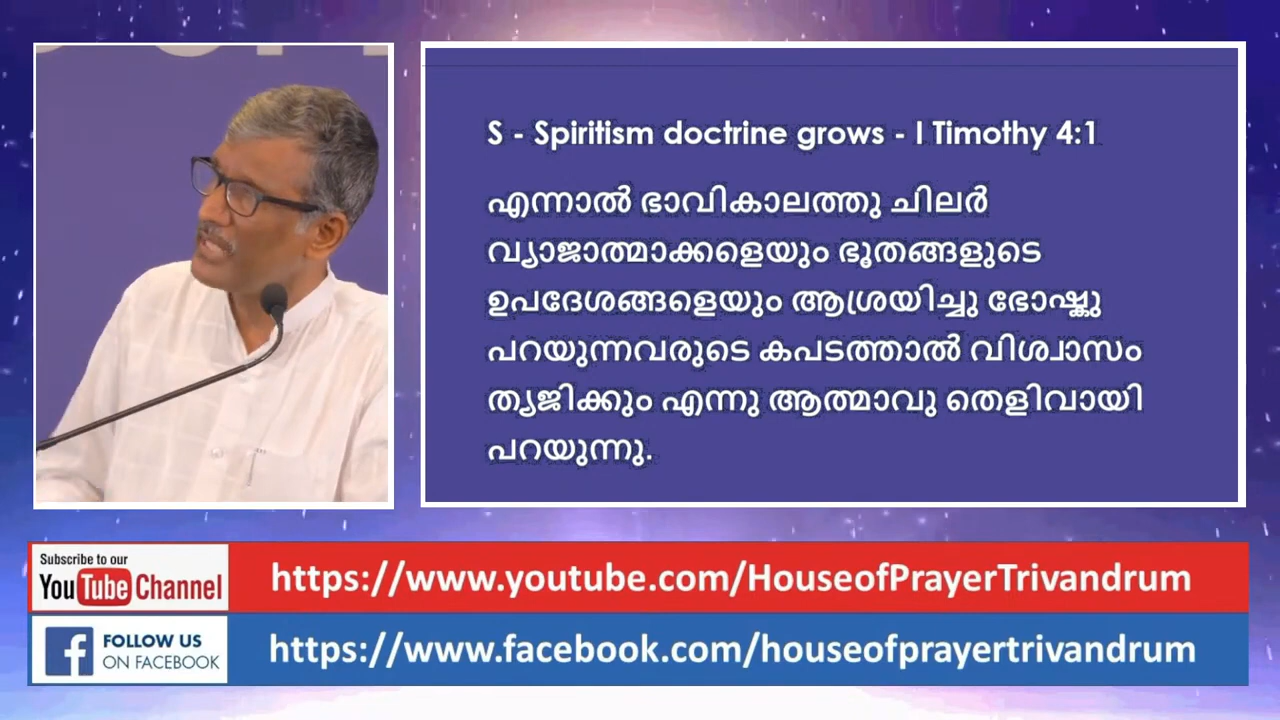 S - Spiritism doctrine grows - I Timothy 4:1
എന്നാൽ ഭാവികാലത്തു ചിലർ
വ്യാജാത്മാക്കളെയും ഭൂതങ്ങളുടെ
ഉപദേശങ്ങളെയും ആശ്രയിച്ചു ഭോഷ്കു
പറയുന്നവരുടെ കപടത്താൽ വിശ്വാസം
ത്യജിക്കും എന്നു ആത്മാവു തെളിവായി
പറയുന്നു.
Subscribe to our
YouTube Channel
https://www.youtube.com/HouseofPrayerTrivandrum
f FOLLOW US
ON FACEBOOK
https://www.facebook.com/houseofprayertrivandrum